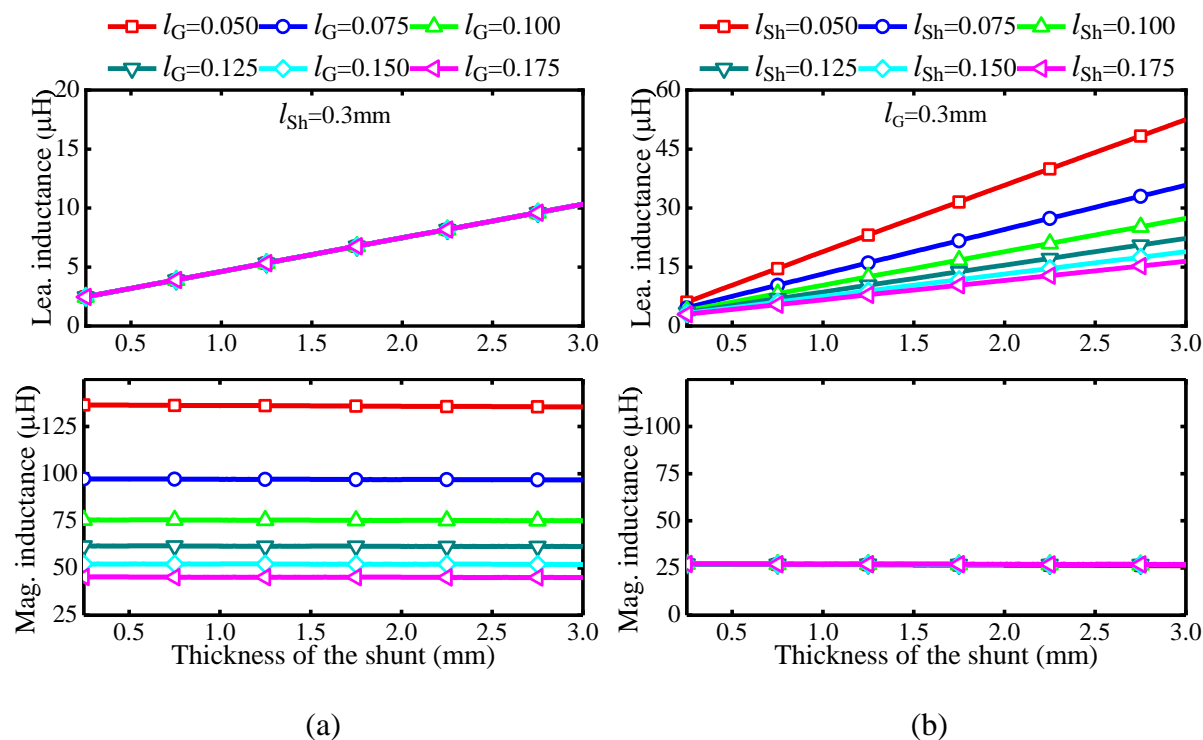 l_G=0.050 l_G=0.075 l_G=0.100
l_G=0.125 l_G=0.150 l_G=0.175
l_Sh=0.3mm
Lea. inductance (μH)
20
15
10
5
0
0.5 1.0 1.5 2.0 2.5 3.0
Mag. inductance (μH)
125
100
75
50
25
0.5 1.0 1.5 2.0 2.5 3.0
Thickness of the shunt (mm)
(a)
l_Sh=0.050 l_Sh=0.075 l_Sh=0.100
l_Sh=0.125 l_Sh=0.150 l_Sh=0.175
l_G=0.3mm
Lea. inductance (μH)
60
45
30
15
0
0.5 1.0 1.5 2.0 2.5 3.0
Mag. inductance (μH)
100
75
50
25
0
0.5 1.0 1.5 2.0 2.5 3.0
Thickness of the shunt (mm)
(b)